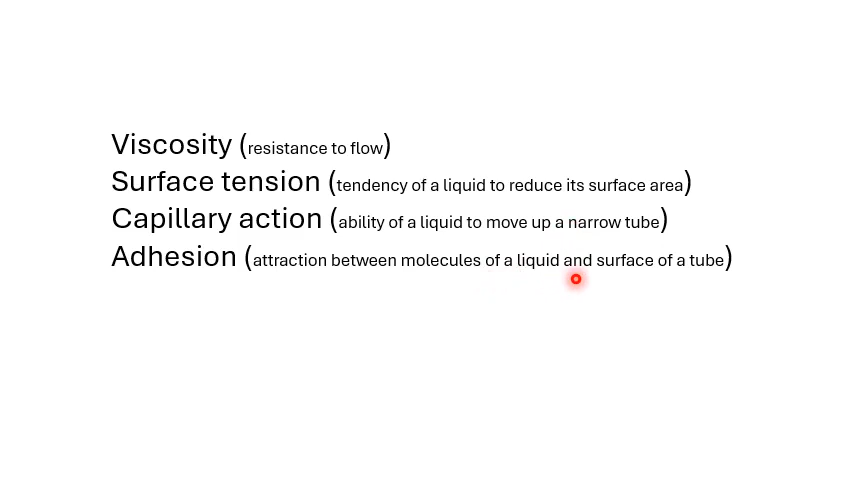 Viscosity (resistance to flow)
Surface tension (tendency of a liquid to reduce its surface area)
Capillary action (ability of a liquid to move up a narrow tube)
Adhesion (attraction between molecules of a liquid and surface of a tube)